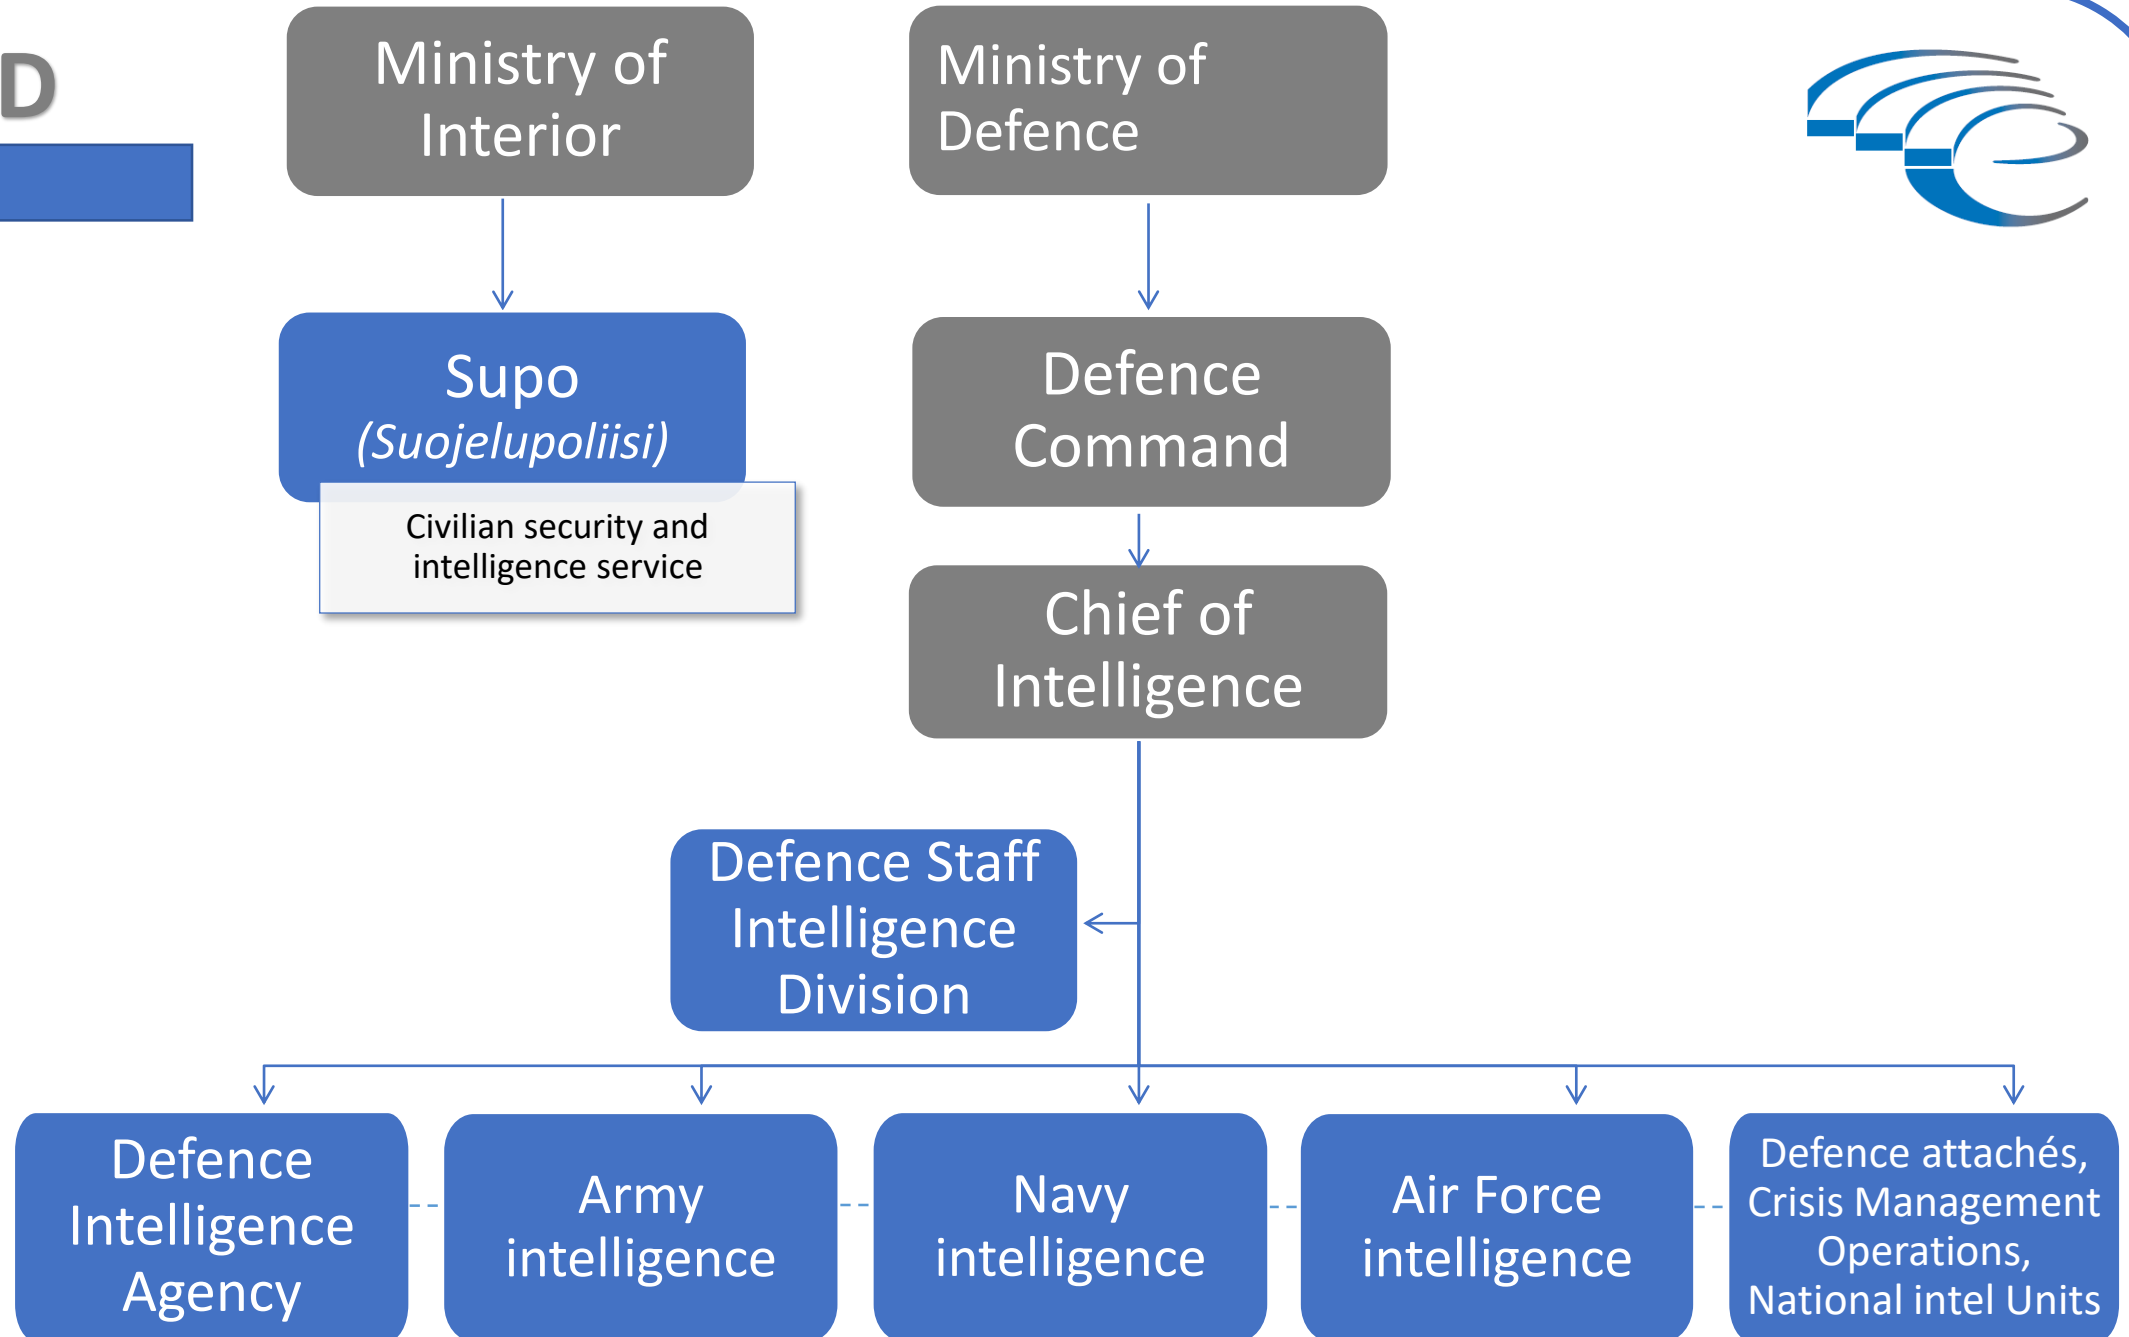 D
Ministry of
Interior
Ministry of
Defence
Supo
(Suojelupoliisi)
Civilian security and
intelligence service
Defence
Command
Chief of
Intelligence
Defence Staff
Intelligence
Division
Defence
Intelligence
Agency
Army
intelligence
Navy
intelligence
Air Force
intelligence
Defence attachés,
Crisis Management
Operations,
National intel Units